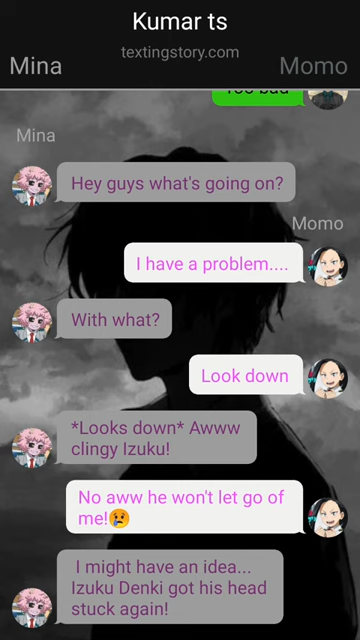 Kumar ts
textingstory.com
Mina
Momo
Too bad
Mina
Hey guys what's going on?
Momo
I have a problem....
With what?
Look down
*Looks down* Awww
clingy Izuku!
No aww he won't let go of
me!😢
I might have an idea...
Izuku Denki got his head
stuck again!